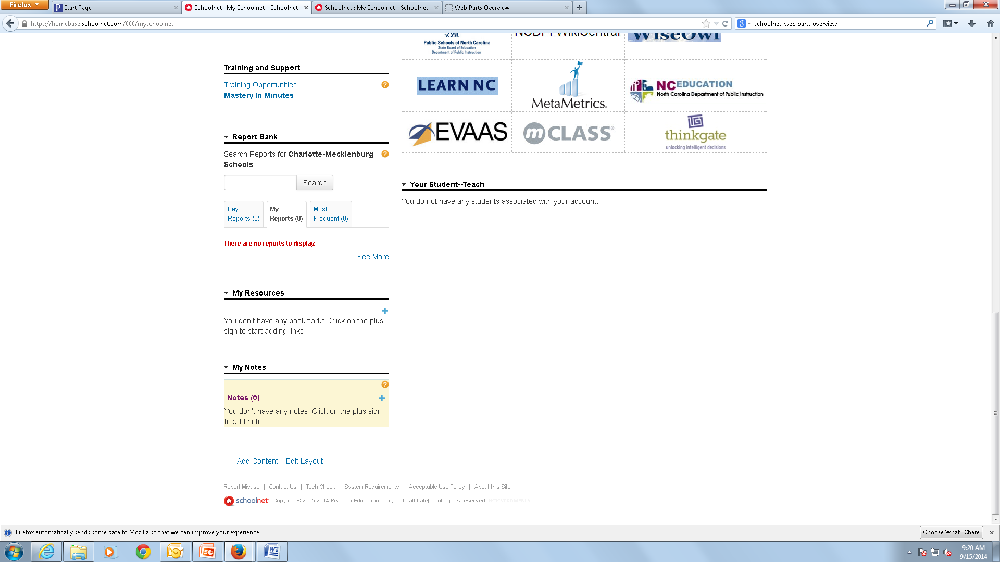 Firefox
Start Page
Schoolnet : My Schoolnet - Schoolnet
Schoolnet : My Schoolnet - Schoolnet
Web Parts Overview
https://homebase.schoolnet.com/600/myschoolnet
schoolnet web parts overview
Public Schools of North Carolina
State Board of Education
Department of Public Instruction
NCDPI WikiCentral
WiseOwl
Training and Support
Training Opportunities
Mastery In Minutes
LEARN NC
MetaMetrics®
NCEDUCATION
North Carolina Department of Public Instruction
EVAAS
mCLASS®
thinkgate
unlocking intelligent decisions
Report Bank
Search Reports for Charlotte-Mecklenburg
Schools
Search
Key
Reports (0)
My
Reports (0)
Most
Frequent (0)
There are no reports to display.
See More
Your Student--Teach
You do not have any students associated with your account.
My Resources
You don't have any bookmarks. Click on the plus
sign to start adding links.
My Notes
Notes (0)
You don't have any notes. Click on the plus sign
to add notes.
Add Content | Edit Layout
Report Misuse | Contact Us | Tech Check | System Requirements | Acceptable Use Policy | About this Site
schoolnet Copyright© 2005-2014 Pearson Education, Inc., or its affiliate(s). All rights reserved.
Firefox automatically sends some data to Mozilla so that we can improve your experience.
Choose What I Share
9:20 AM
9/15/2014